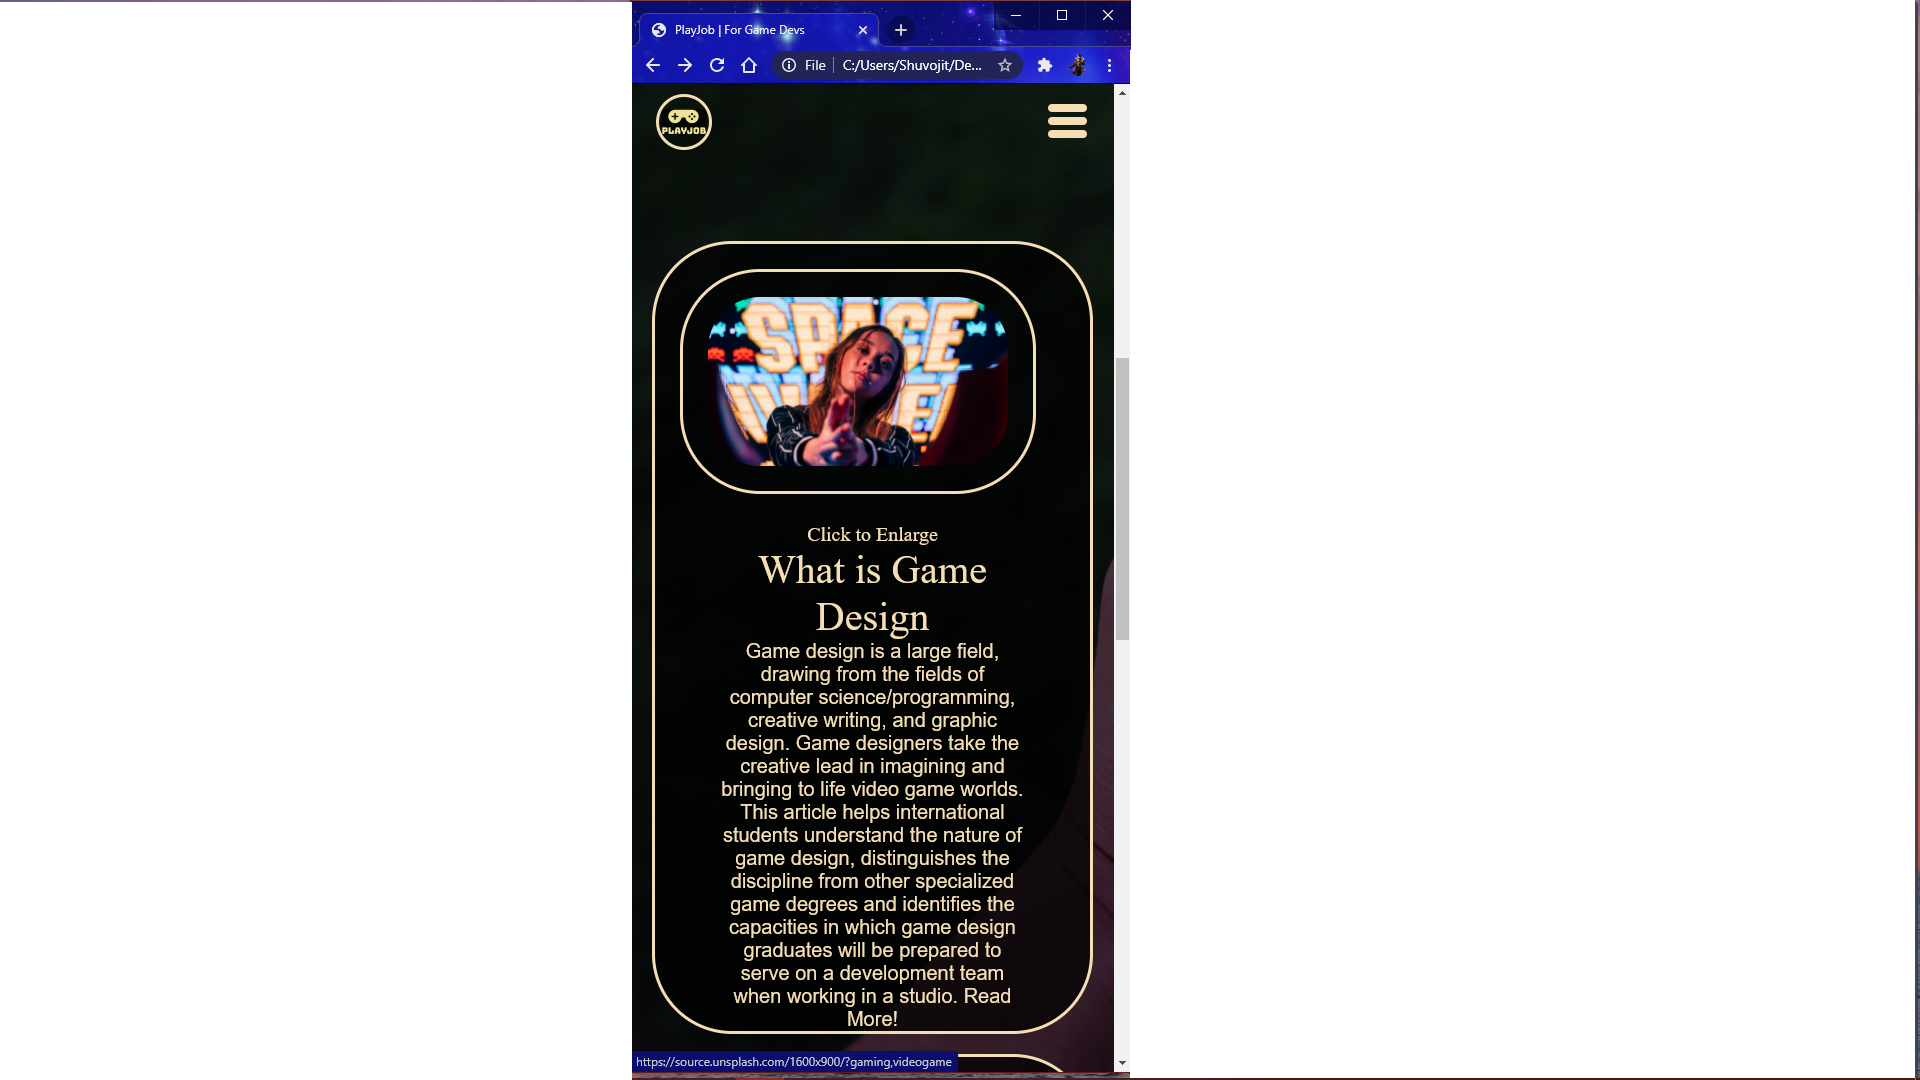 PlayJob | For Game Devs
File
C:/Users/Shuvojit/De...
PLAYJOB
SPACE
Click to Enlarge
What is Game
Design
Game design is a large field,
drawing from the fields of
computer science/programming,
creative writing, and graphic
design. Game designers take the
creative lead in imagining and
bringing to life video game worlds.
This article helps international
students understand the nature of
game design, distinguishes the
discipline from other specialized
game degrees and identifies the
capacities in which game design
graduates will be prepared to
serve on a development team
when working in a studio. Read
More!
https://source.unsplash.com/1600x900/?gaming,videogame